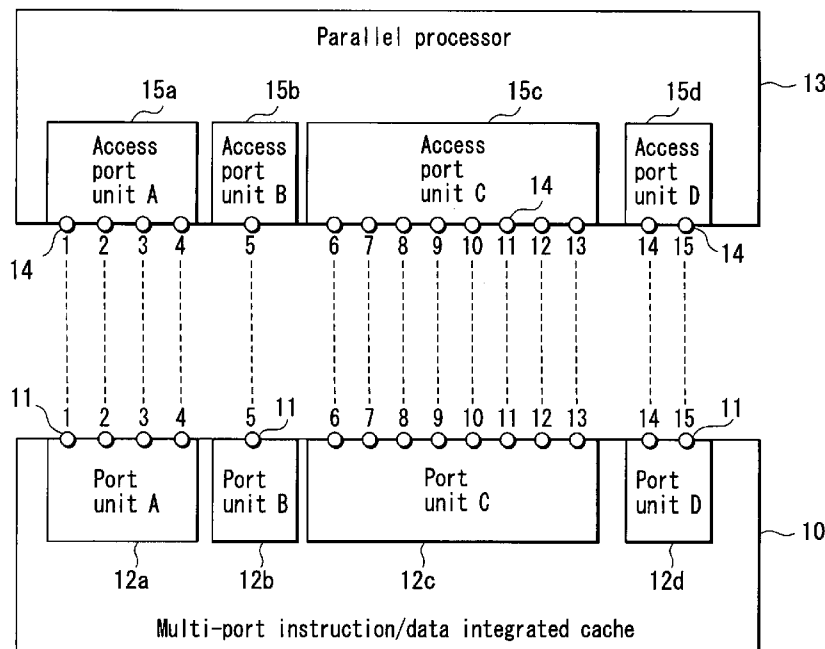 Parallel processor
13
15a 15b 15c 15d
Access port unit A
Access port unit B
Access port unit C
Access port unit D
14
14 1 2 3 4 5 6 7 8 9 10 11 12 13 14 15 14
11 1 2 3 4 5 11 6 7 8 9 10 11 12 13 14 15 11
Port unit A
Port unit B
Port unit C
Port unit D
10
12a 12b 12c 12d
Multi-port instruction/data integrated cache